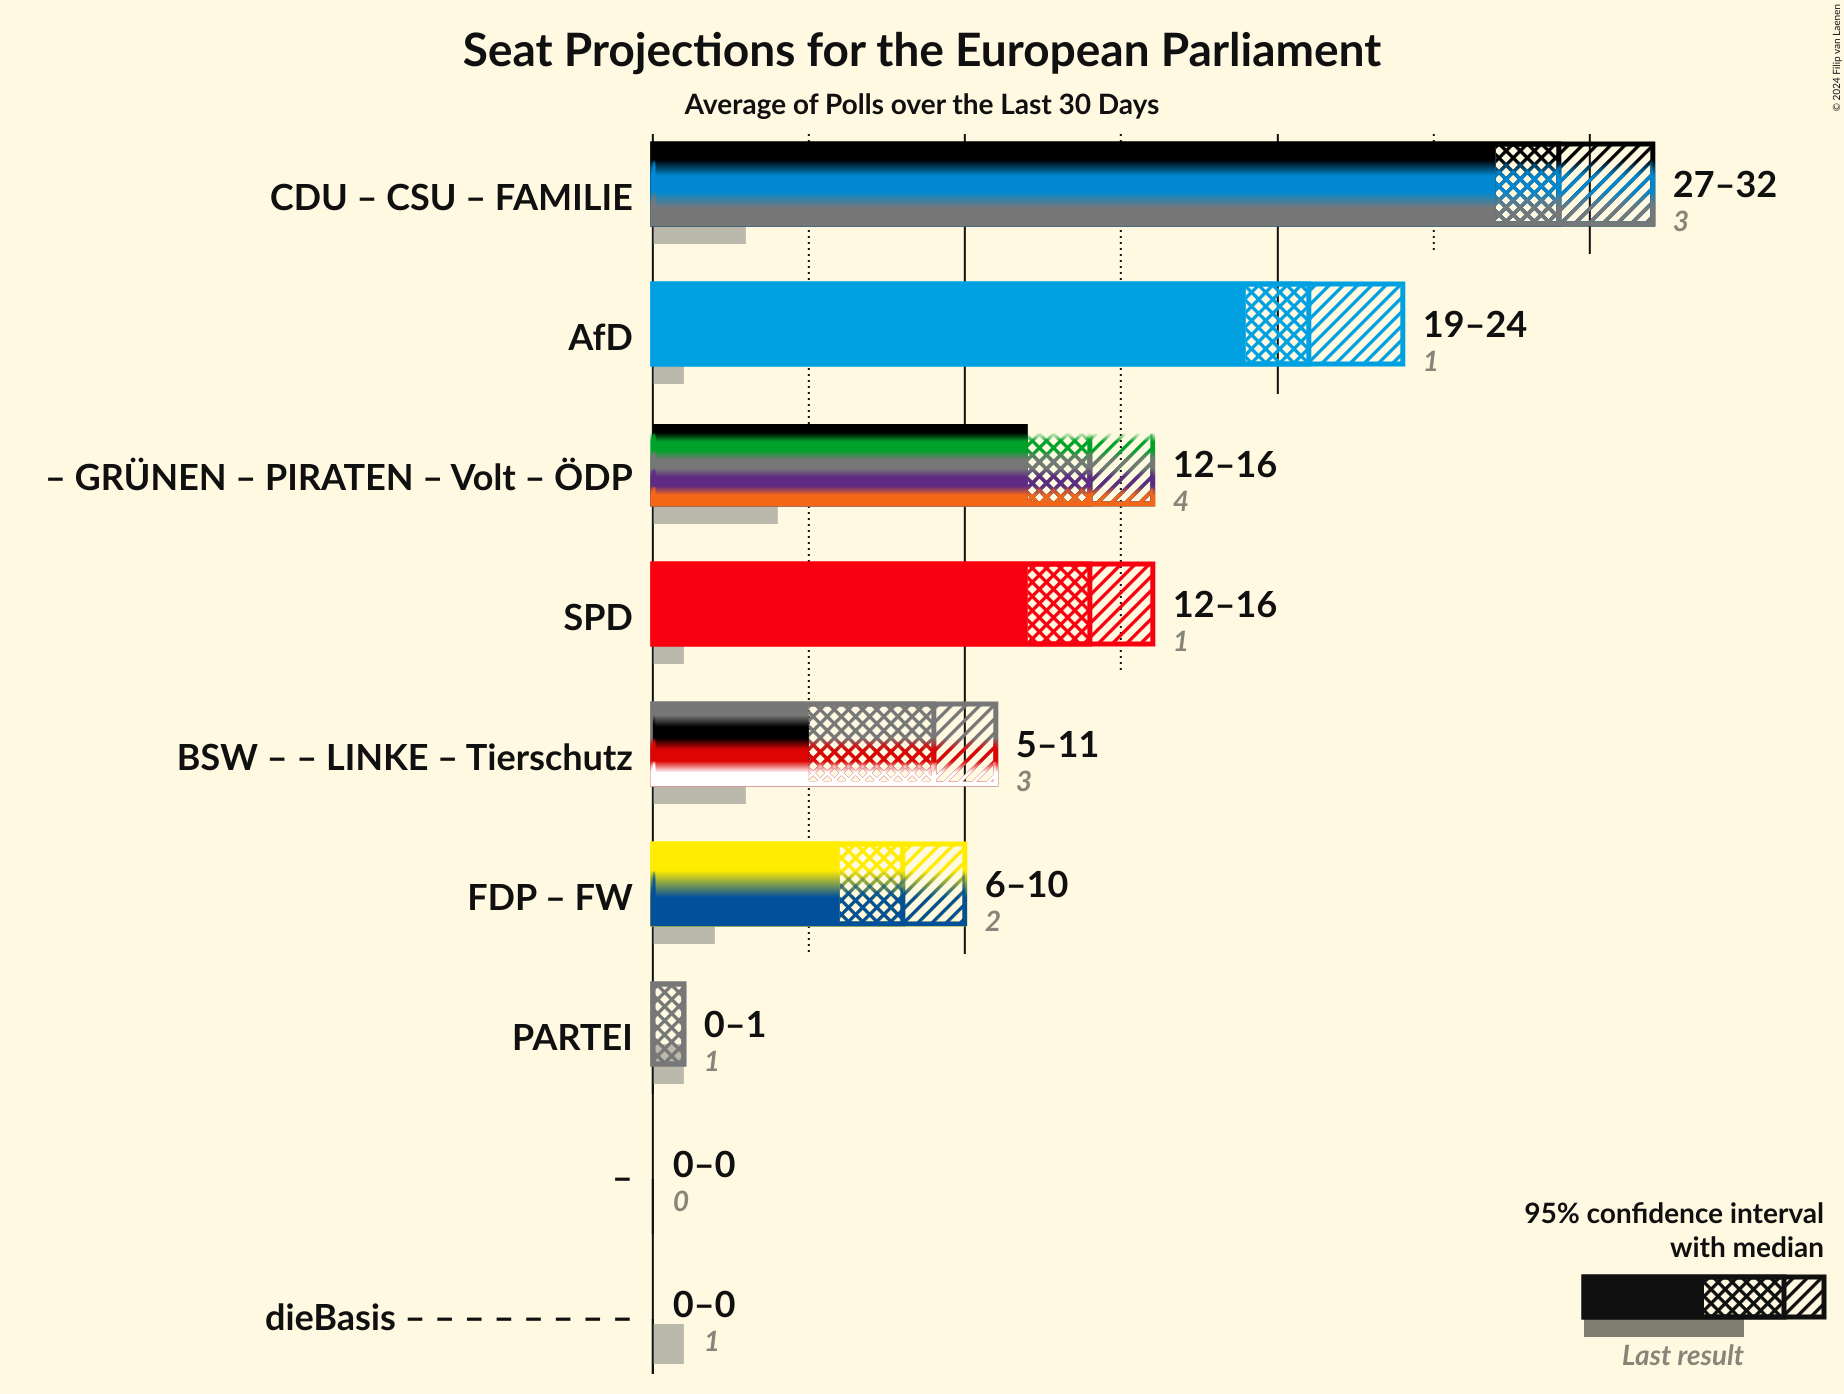 Seat Projections for the European Parliament
Average of Polls over the Last 30 Days
© 2024 Filip van Laenen
CDU – CSU – FAMILIE
27–32
3
AfD
19–24
1
– GRÜNEN – PIRATEN – Volt – ÖDP
12–16
4
SPD
12–16
1
BSW – – LINKE – Tierschutz
5–11
3
FDP – FW
6–10
2
PARTEI
0–1
1
–
0–0
0
dieBasis – – – – – – – –
0–0
1
95% confidence interval
with median
Last result